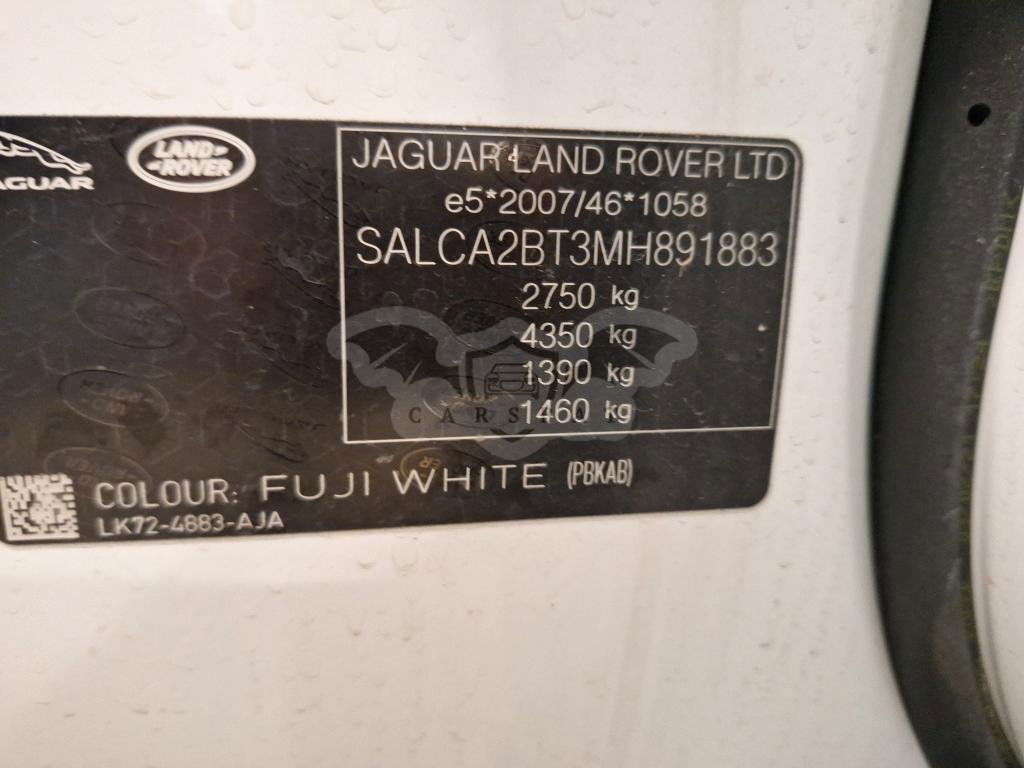 JAGUAR
LAND ROVER
JAGUAR LAND ROVER LTD
e5*2007/46*1058
SALCA2BT3MH891883
2750 kg
4350 kg
1390 kg
1460 kg
COLOUR: FUJI WHITE (PBKAB)
LK72-4883-AJA